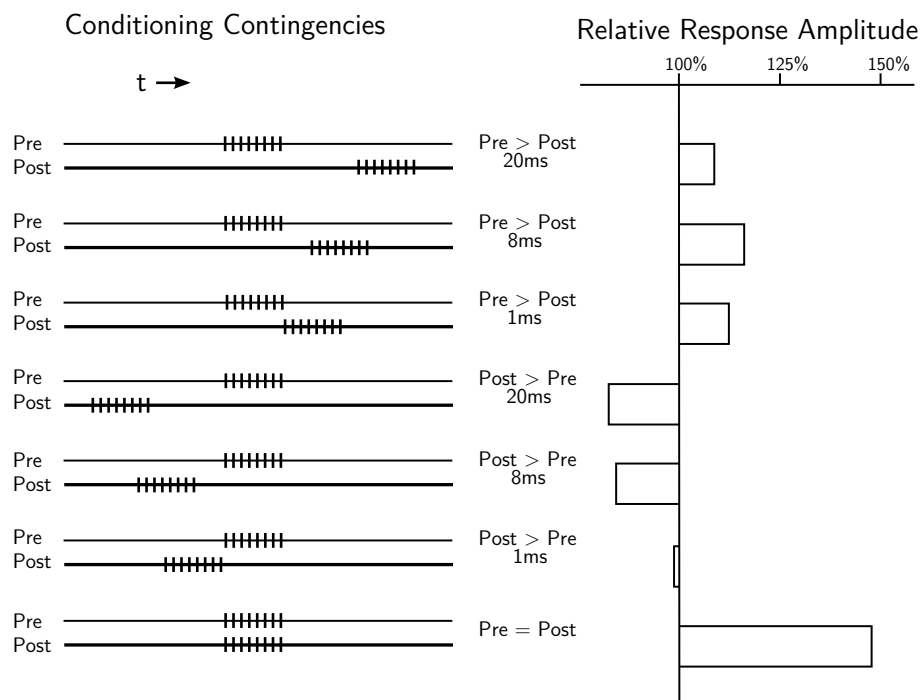 Conditioning Contingencies
Relative Response Amplitude
100%
125%
150%
t
Pre
Post
Pre > Post
20ms
Pre
Post
Pre > Post
8ms
Pre
Post
Pre > Post
1ms
Pre
Post
Post > Pre
20ms
Pre
Post
Post > Pre
8ms
Pre
Post
Post > Pre
1ms
Pre
Post
Pre = Post